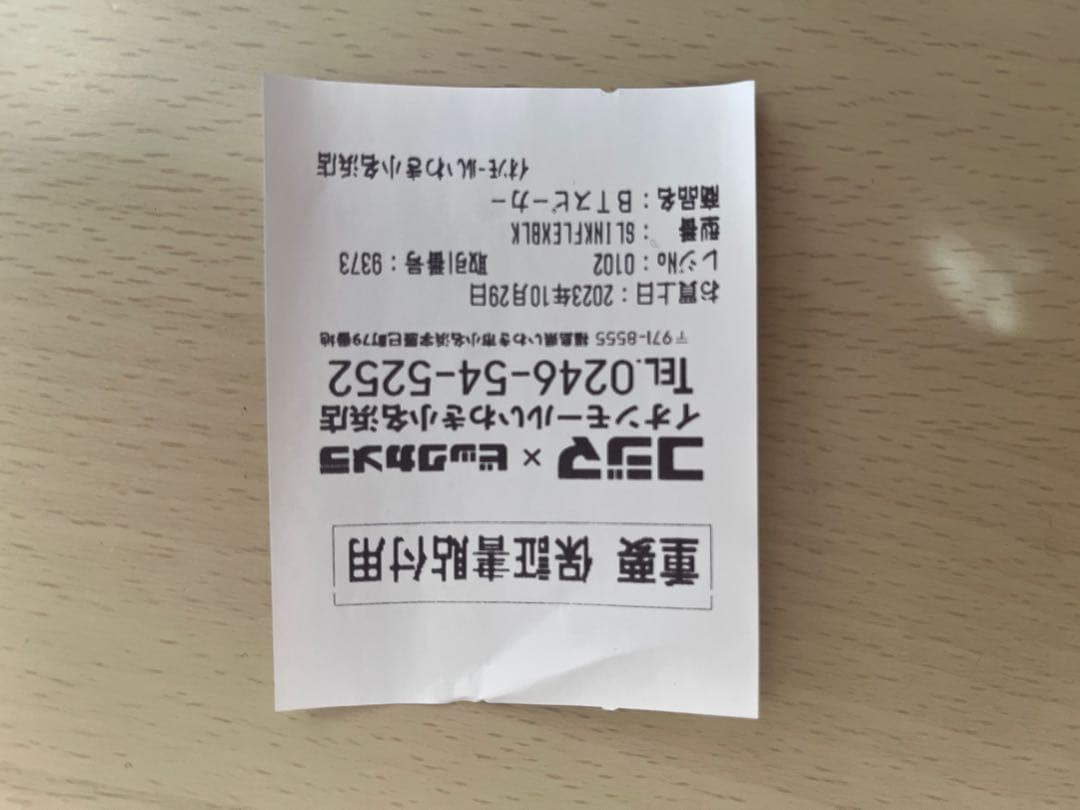 重要 保証書貼付用
コジマ×ビックカメラ
イオンモールいわき小名浜店
TEL.0246-54-5252
〒971-8555 福島県いわき市小名浜字辰巳町79番地
お買上日：2023年10月29日
レジNo：0102 取引番号：9373
型番：SLINKFLEXBLK
商品名：ＢＴスピーカー
ｲｵﾝﾓｰﾙいわき小名浜店